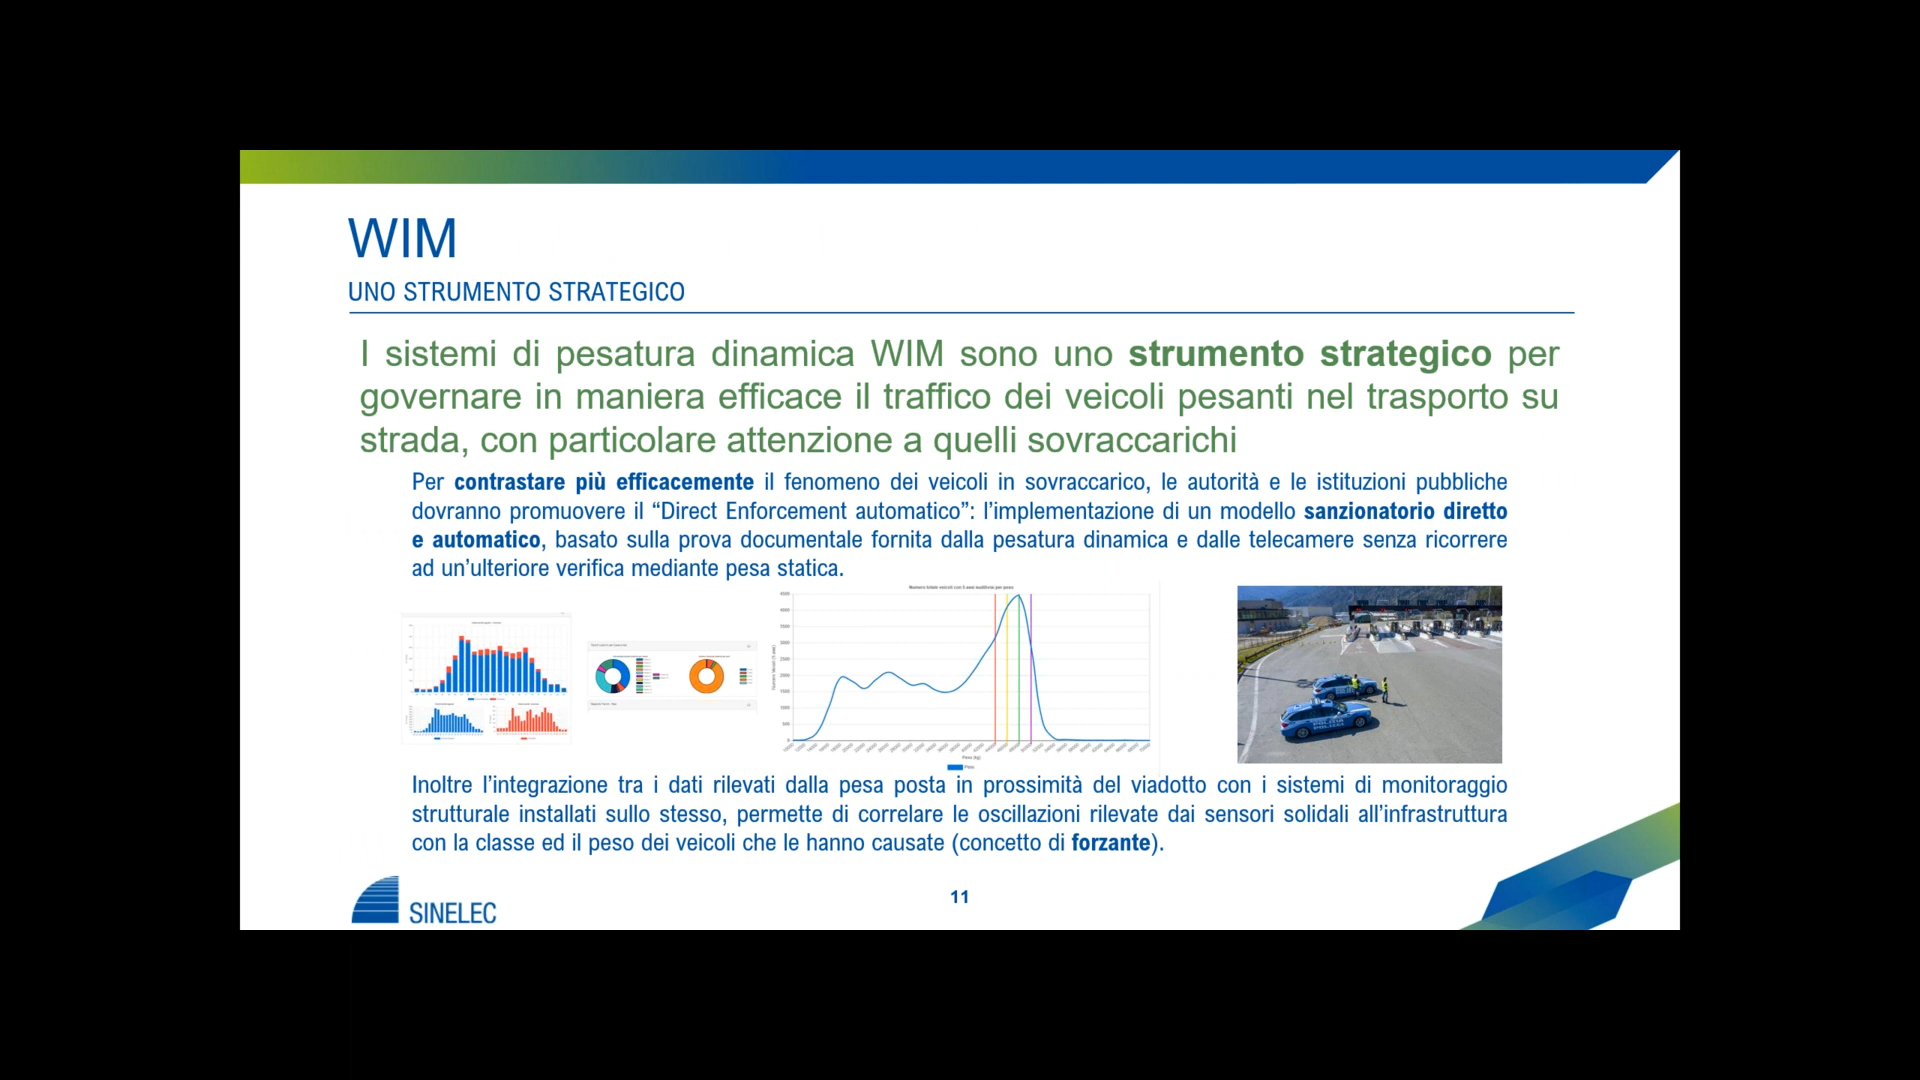 WIM
UNO STRUMENTO STRATEGICO
I sistemi di pesatura dinamica WIM sono uno strumento strategico per
governare in maniera efficace il traffico dei veicoli pesanti nel trasporto su
strada, con particolare attenzione a quelli sovraccarichi
Per contrastare più efficacemente il fenomeno dei veicoli in sovraccarico, le autorità e le istituzioni pubbliche
dovranno promuovere il “Direct Enforcement automatico”: l’implementazione di un modello sanzionatorio diretto
e automatico, basato sulla prova documentale fornita dalla pesatura dinamica e dalle telecamere senza ricorrere
ad un’ulteriore verifica mediante pesa statica.
Peso (kg)
Peso
POLIZIA
Inoltre l’integrazione tra i dati rilevati dalla pesa posta in prossimità del viadotto con i sistemi di monitoraggio
strutturale installati sullo stesso, permette di correlare le oscillazioni rilevate dai sensori solidali all’infrastruttura
con la classe ed il peso dei veicoli che le hanno causate (concetto di forzante).
SINELEC
11